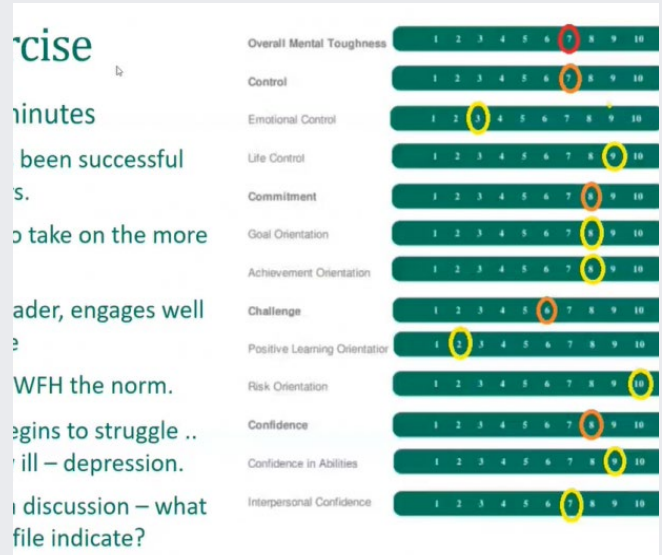 rcise
minutes
been successful
s.
o take on the more
ader, engages well
e
WFH the norm.
egins to struggle ..
ill – depression.
discussion – what
file indicate?
Overall Mental Toughness 1 2 3 4 5 6 7 8 9 10
Control 1 2 3 4 5 6 7 8 9 10
Emotional Control 1 2 3 4 5 6 7 8 9 10
Life Control 1 2 3 4 5 6 7 8 9 10
Commitment 1 2 3 4 5 6 7 8 9 10
Goal Orientation 1 2 3 4 5 6 7 8 9 10
Achievement Orientation 1 2 3 4 5 6 7 8 9 10
Challenge 1 2 3 4 5 6 7 8 9 10
Positive Learning Orientation 1 2 3 4 5 6 7 8 9 10
Risk Orientation 1 2 3 4 5 6 7 8 9 10
Confidence 1 2 3 4 5 6 7 8 9 10
Confidence in Abilities 1 2 3 4 5 6 7 8 9 10
Interpersonal Confidence 1 2 3 4 5 6 7 8 9 10